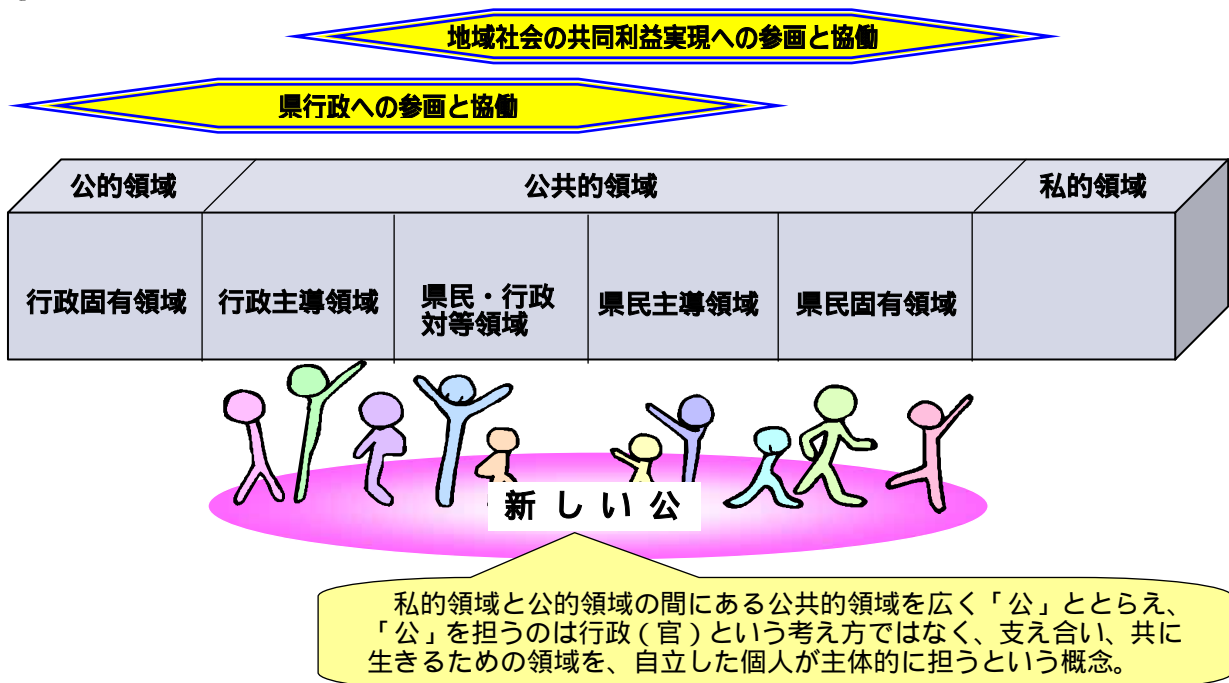 地域社会の共同利益実現への参画と協働
県行政への参画と協働
公的領域
公共的領域
私的領域
行政固有領域
行政主導領域
県民・行政
対等領域
県民主導領域
県民固有領域
新しい公
私的領域と公的領域の間にある公共的領域を広く「公」ととらえ、
「公」を担うのは行政(官)という考え方ではなく、支え合い、共に
生きるための領域を、自立した個人が主体的に担うという概念。